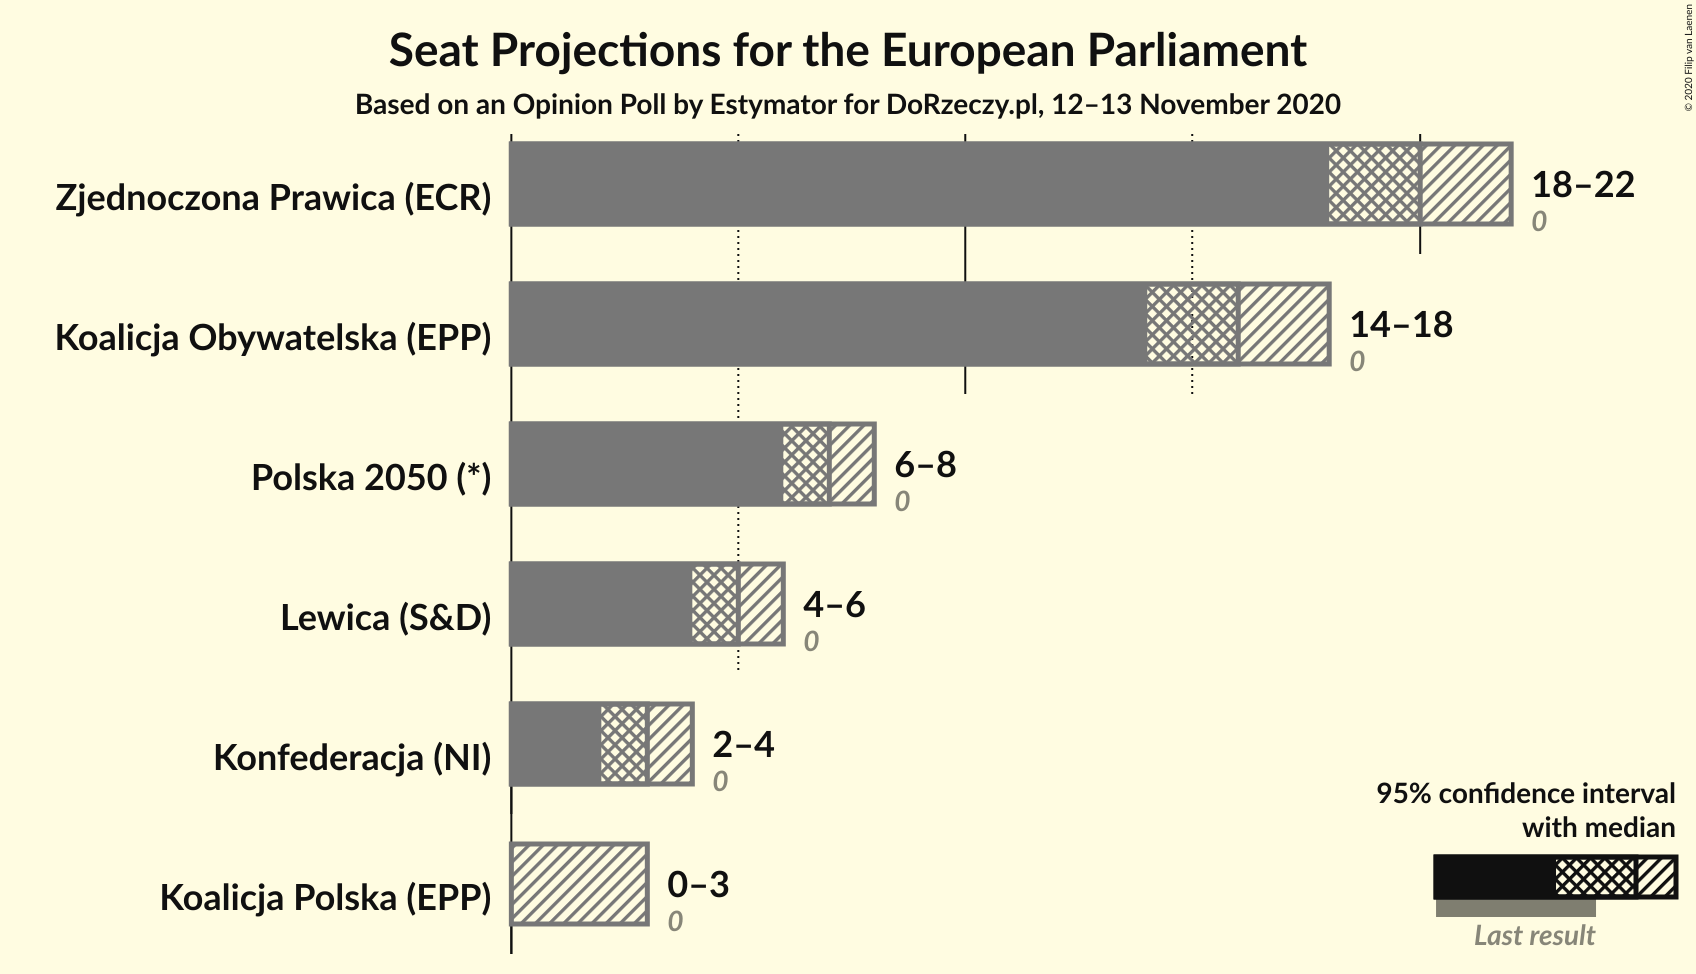 Seat Projections for the European Parliament
Based on an Opinion Poll by Estymator for DoRzeczy.pl, 12–13 November 2020
© 2020 Filip van Laenen
Zjednoczona Prawica (ECR)
18–22
0
Koalicja Obywatelska (EPP)
14–18
0
Polska 2050 (*)
6–8
0
Lewica (S&D)
4–6
0
Konfederacja (NI)
2–4
0
Koalicja Polska (EPP)
0–3
0
95% confidence interval
with median
Last result